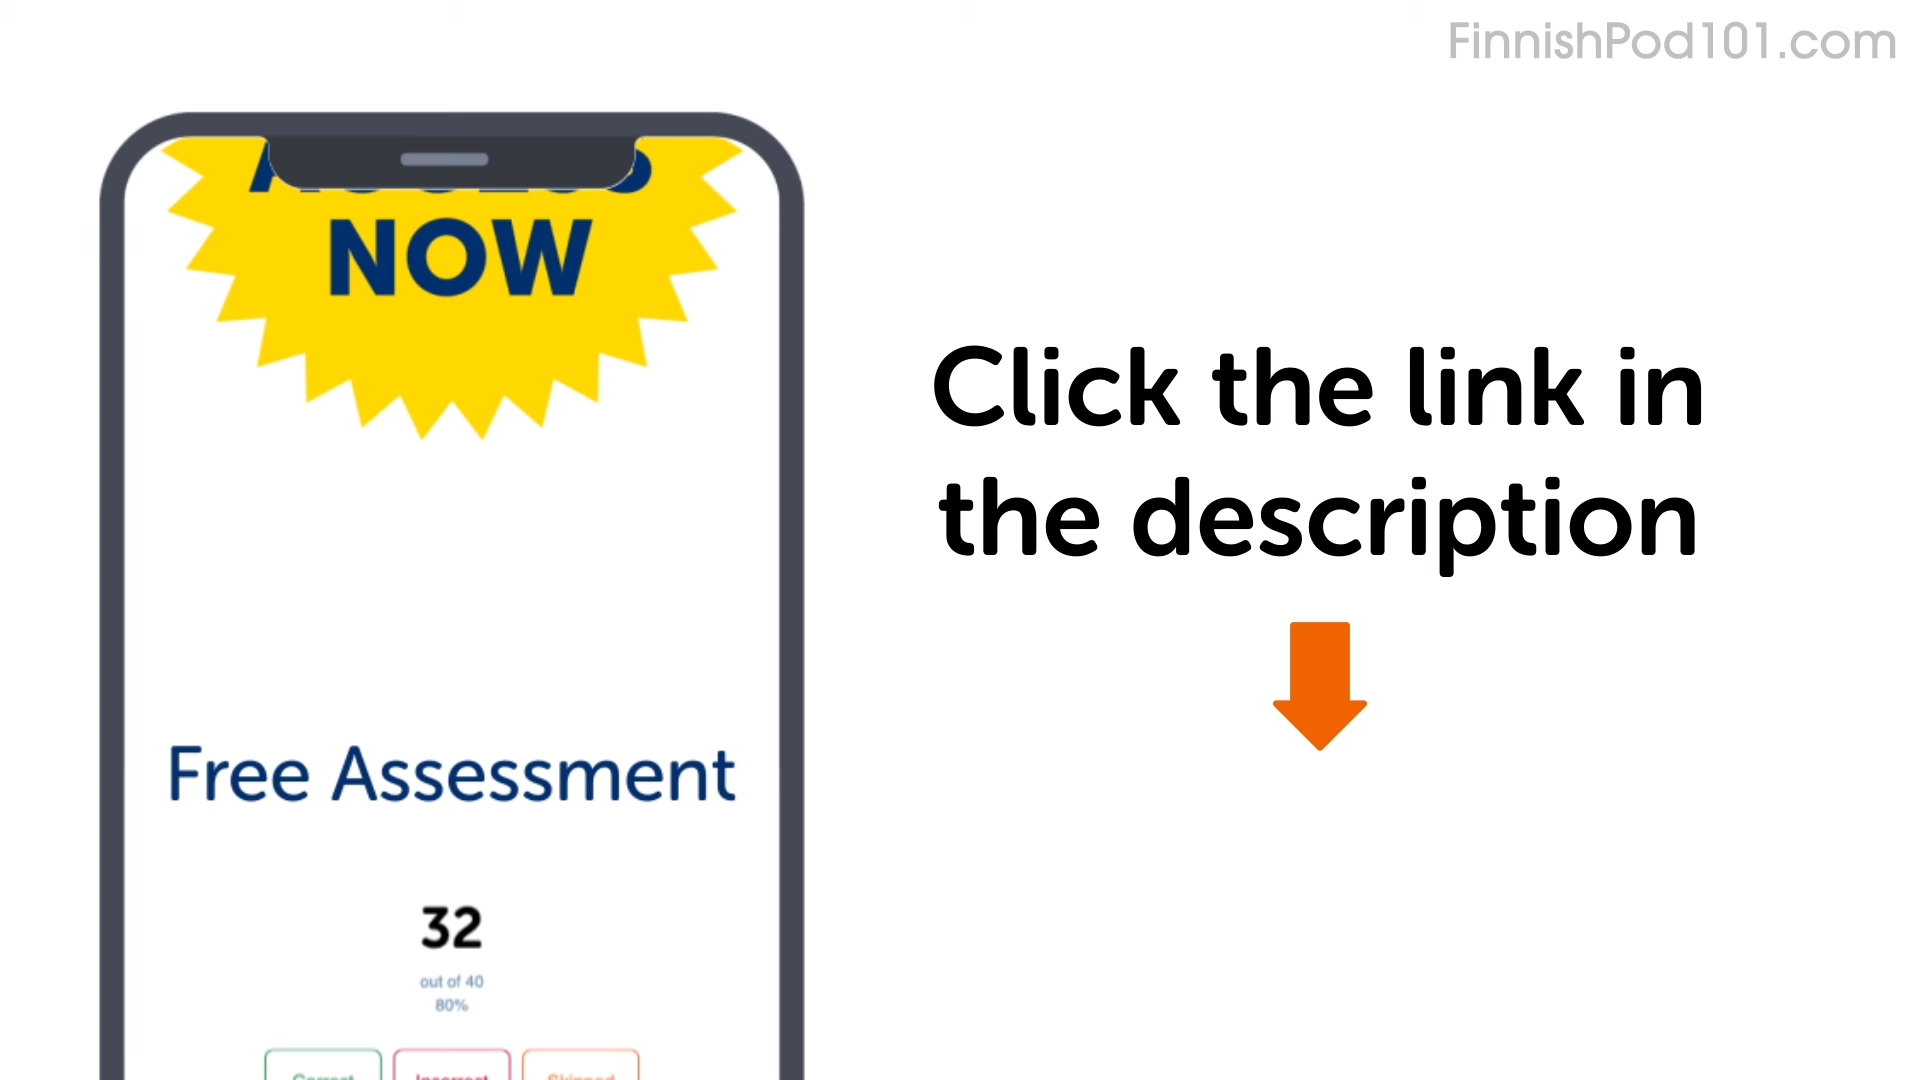 FinnishPod101.com
NOW
Click the link in
the description
Free Assessment
32
out of 40
80%